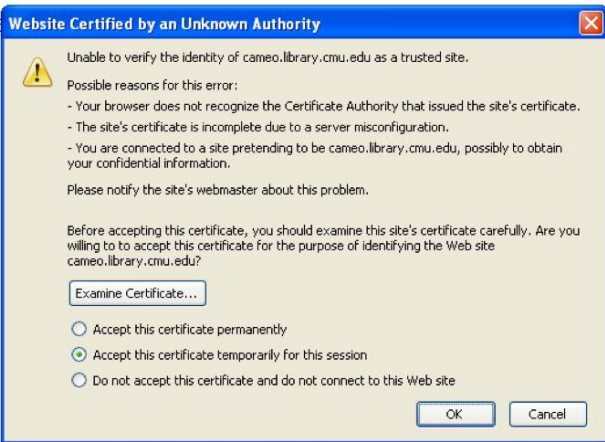 Website Certified by an Unknown Authority
Unable to verify the identity of cameo.library.cmu.edu as a trusted site.
Possible reasons for this error:
- Your browser does not recognize the Certificate Authority that issued the site's certificate.
- The site's certificate is incomplete due to a server misconfiguration.
- You are connected to a site pretending to be cameo.library.cmu.edu, possibly to obtain
your confidential information.
Please notify the site's webmaster about this problem.
Before accepting this certificate, you should examine this site's certificate carefully. Are you
willing to to accept this certificate for the purpose of identifying the Web site
cameo.library.cmu.edu?
Examine Certificate...
Accept this certificate permanently
Accept this certificate temporarily for this session
Do not accept this certificate and do not connect to this Web site
OK Cancel